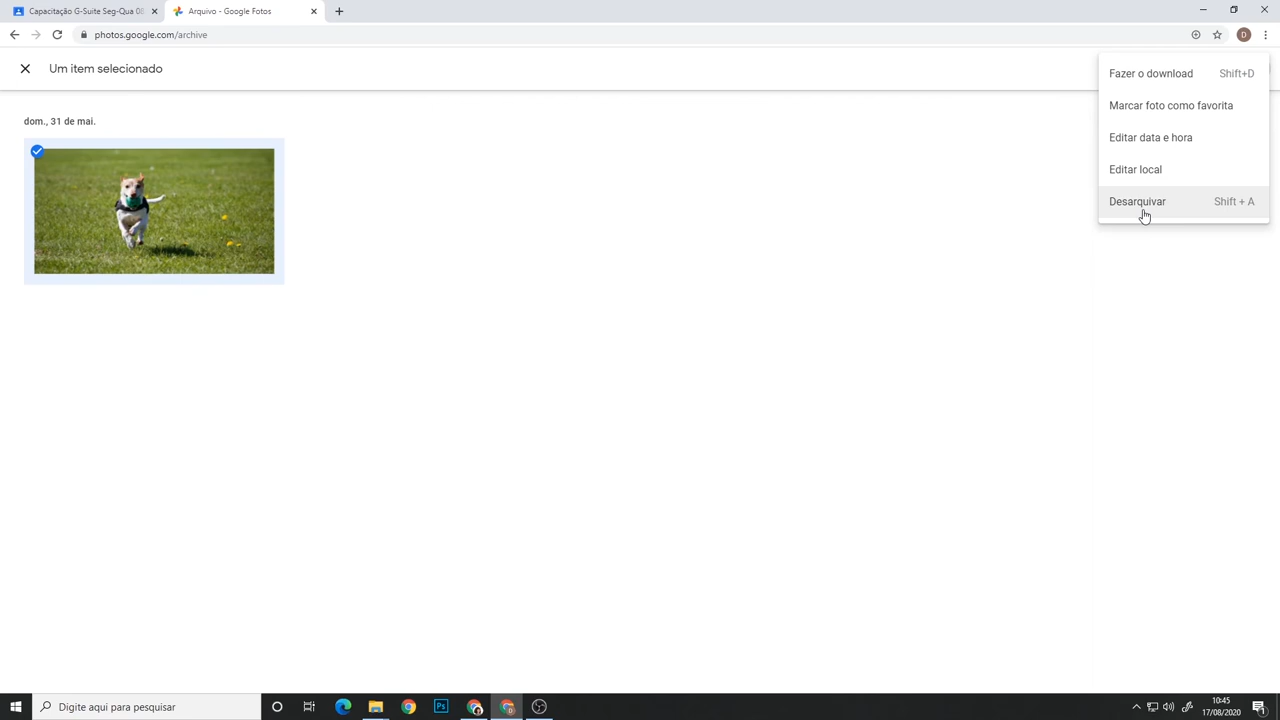 Capacitação G-Suite Seg-Qua 08
Arquivo - Google Fotos
photos.google.com/archive
D
Um item selecionado
Fazer o download Shift+D
Marcar foto como favorita
Editar data e hora
Editar local
Desarquivar Shift + A
dom., 31 de mai.
Digite aqui para pesquisar
Ps
D
10:45
17/08/2020
1